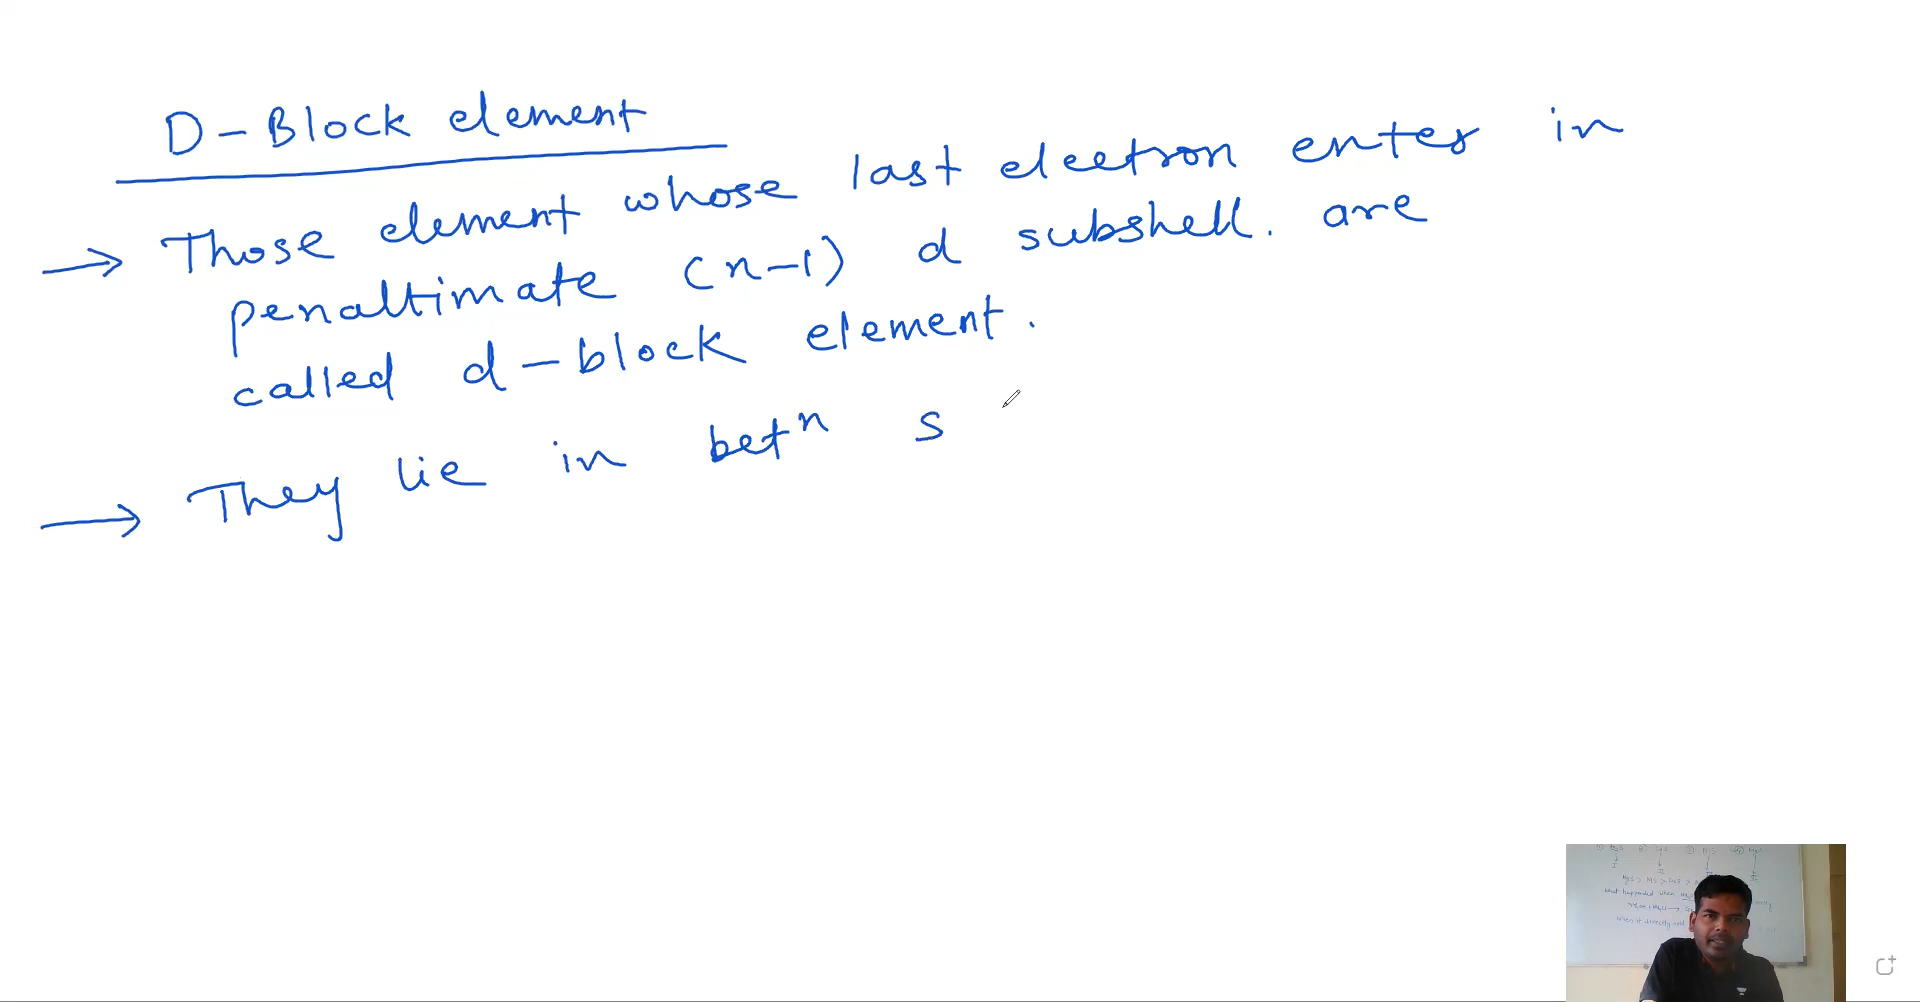 D-Block element
→ Those element whose last electron enter in
penaltimate (n-1) d subshell. are
called d-block element.
→ They lie in betⁿ s